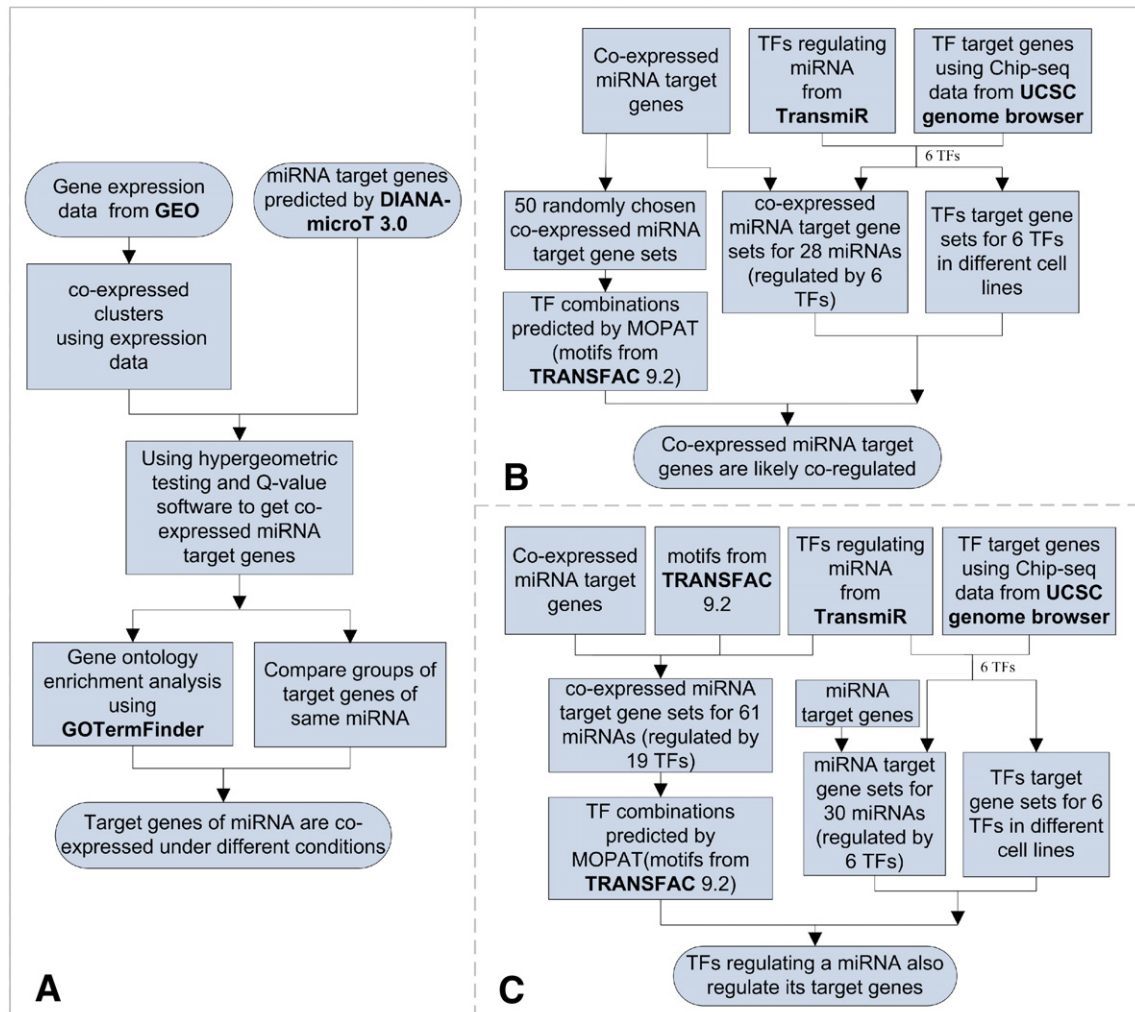 Gene expression
data from GEO
miRNA target genes
predicted by DIANA-
microT 3.0
co-expressed
clusters
using expression
data
Using hypergeometric
testing and Q-value
software to get co-
expressed miRNA
target genes
Gene ontology
enrichment analysis
using
GOTermFinder
Compare groups of
target genes of
same miRNA
Target genes of miRNA are co-
expressed under different conditions
A
Co-expressed
miRNA target
genes
TFs regulating
miRNA
from
TransmiR
TF target genes
using Chip-seq
data from UCSC
genome browser
6 TFs
50 randomly chosen
co-expressed miRNA
target gene sets
co-expressed
miRNA target gene
sets for 28 miRNAs
(regulated by 6
TFs)
TFs target gene
sets for 6 TFs
in different cell
lines
TF combinations
predicted by MOPAT
(motifs from
TRANSFAC 9.2)
Co-expressed miRNA target
genes are likely co-regulated
B
Co-expressed
miRNA target
genes
motifs from
TRANSFAC
9.2
TFs regulating
miRNA
from
TransmiR
TF target genes
using Chip-seq
data from UCSC
genome browser
6 TFs
co-expressed miRNA
target gene sets for 61
miRNAs (regulated by
19 TFs)
miRNA
target genes
miRNA target
gene sets for
30 miRNAs
(regulated by
6 TFs)
TFs target
gene sets for 6
TFs in different
cell lines
TF combinations
predicted by
MOPAT(motifs from
TRANSFAC 9.2)
TFs regulating a miRNA also
regulate its target genes
C